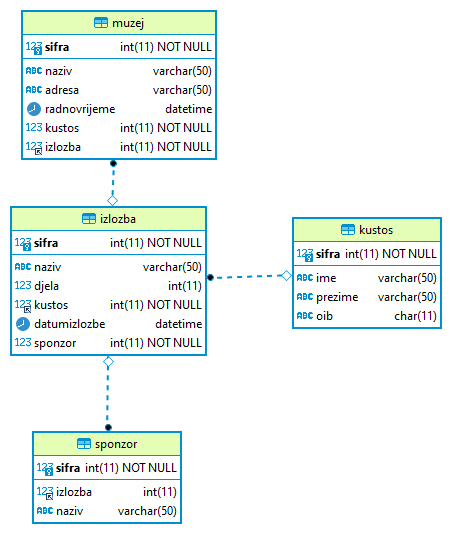 muzej
123 sifra int(11) NOT NULL
ABC naziv varchar(50)
ABC adresa varchar(50)
radnovrijeme datetime
123 kustos int(11) NOT NULL
123 izlozba int(11) NOT NULL
izlozba
123 sifra int(11) NOT NULL
ABC naziv varchar(50)
123 djela int(11)
123 kustos int(11) NOT NULL
datumizlozbe datetime
123 sponzor int(11) NOT NULL
kustos
123 sifra int(11) NOT NULL
ABC ime varchar(50)
ABC prezime varchar(50)
ABC oib char(11)
sponzor
123 sifra int(11) NOT NULL
123 izlozba int(11)
ABC naziv varchar(50)